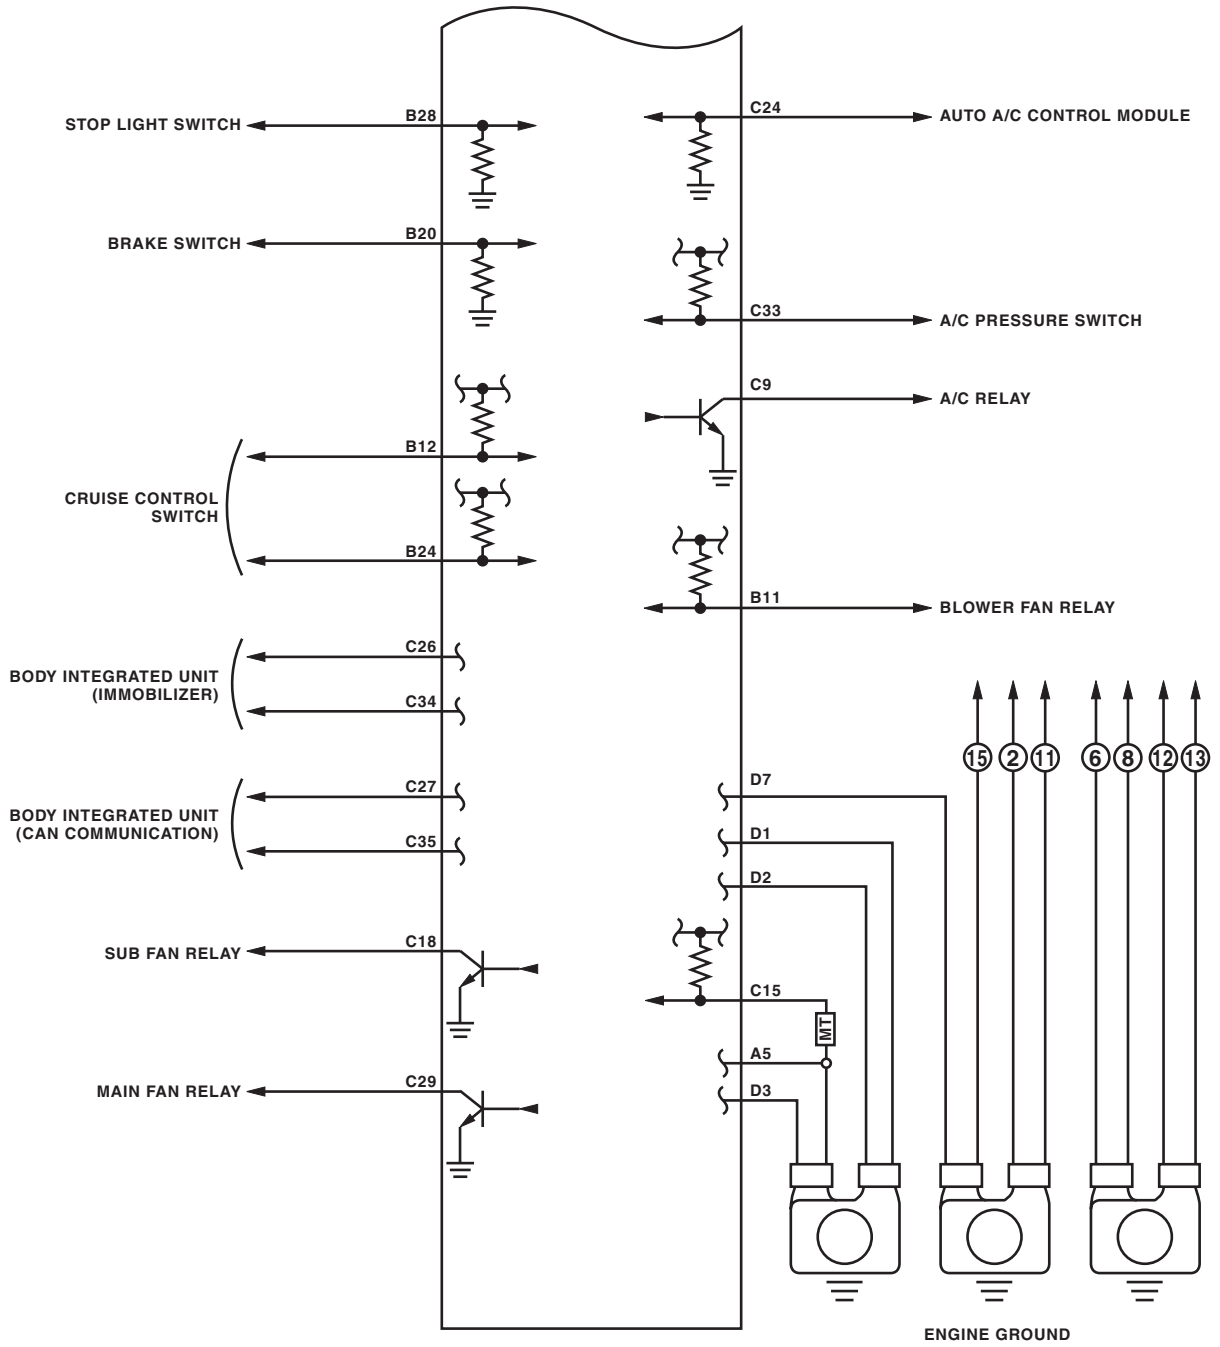 STOP LIGHT SWITCH
B28
BRAKE SWITCH
B20
B12
CRUISE CONTROL
SWITCH
B24
C26
BODY INTEGRATED UNIT
(IMMOBILIZER)
C34
C27
BODY INTEGRATED UNIT
(CAN COMMUNICATION)
C35
SUB FAN RELAY
C18
MAIN FAN RELAY
C29
C24
AUTO A/C CONTROL MODULE
C33
A/C PRESSURE SWITCH
C9
A/C RELAY
B11
BLOWER FAN RELAY
15
2
11
6
8
12
13
D7
D1
D2
C15
MT
A5
D3
ENGINE GROUND